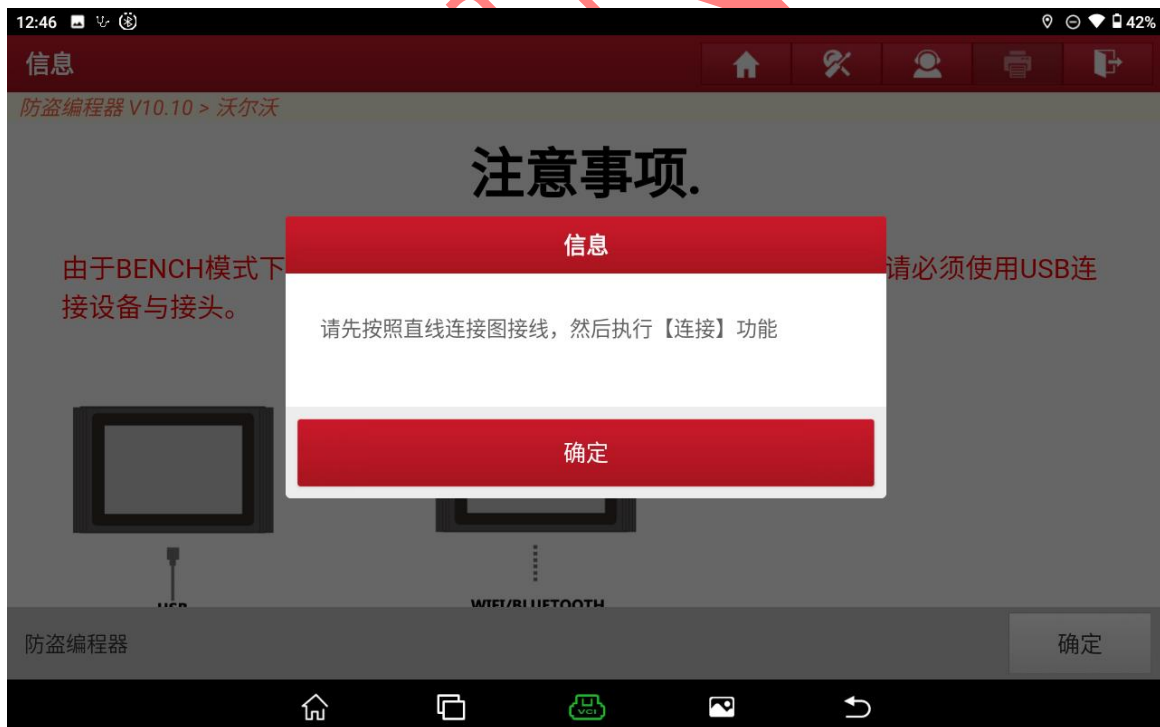 12:46
42%
信息
防盗编程器 V10.10 > 沃尔沃
注意事项.
信息
由于BENCH模式下
请必须使用USB连
接设备与接头。
请先按照直线连接图接线，然后执行【连接】功能
确定
USB
WIFI/BLUETOOTH
防盗编程器
确定
VCI